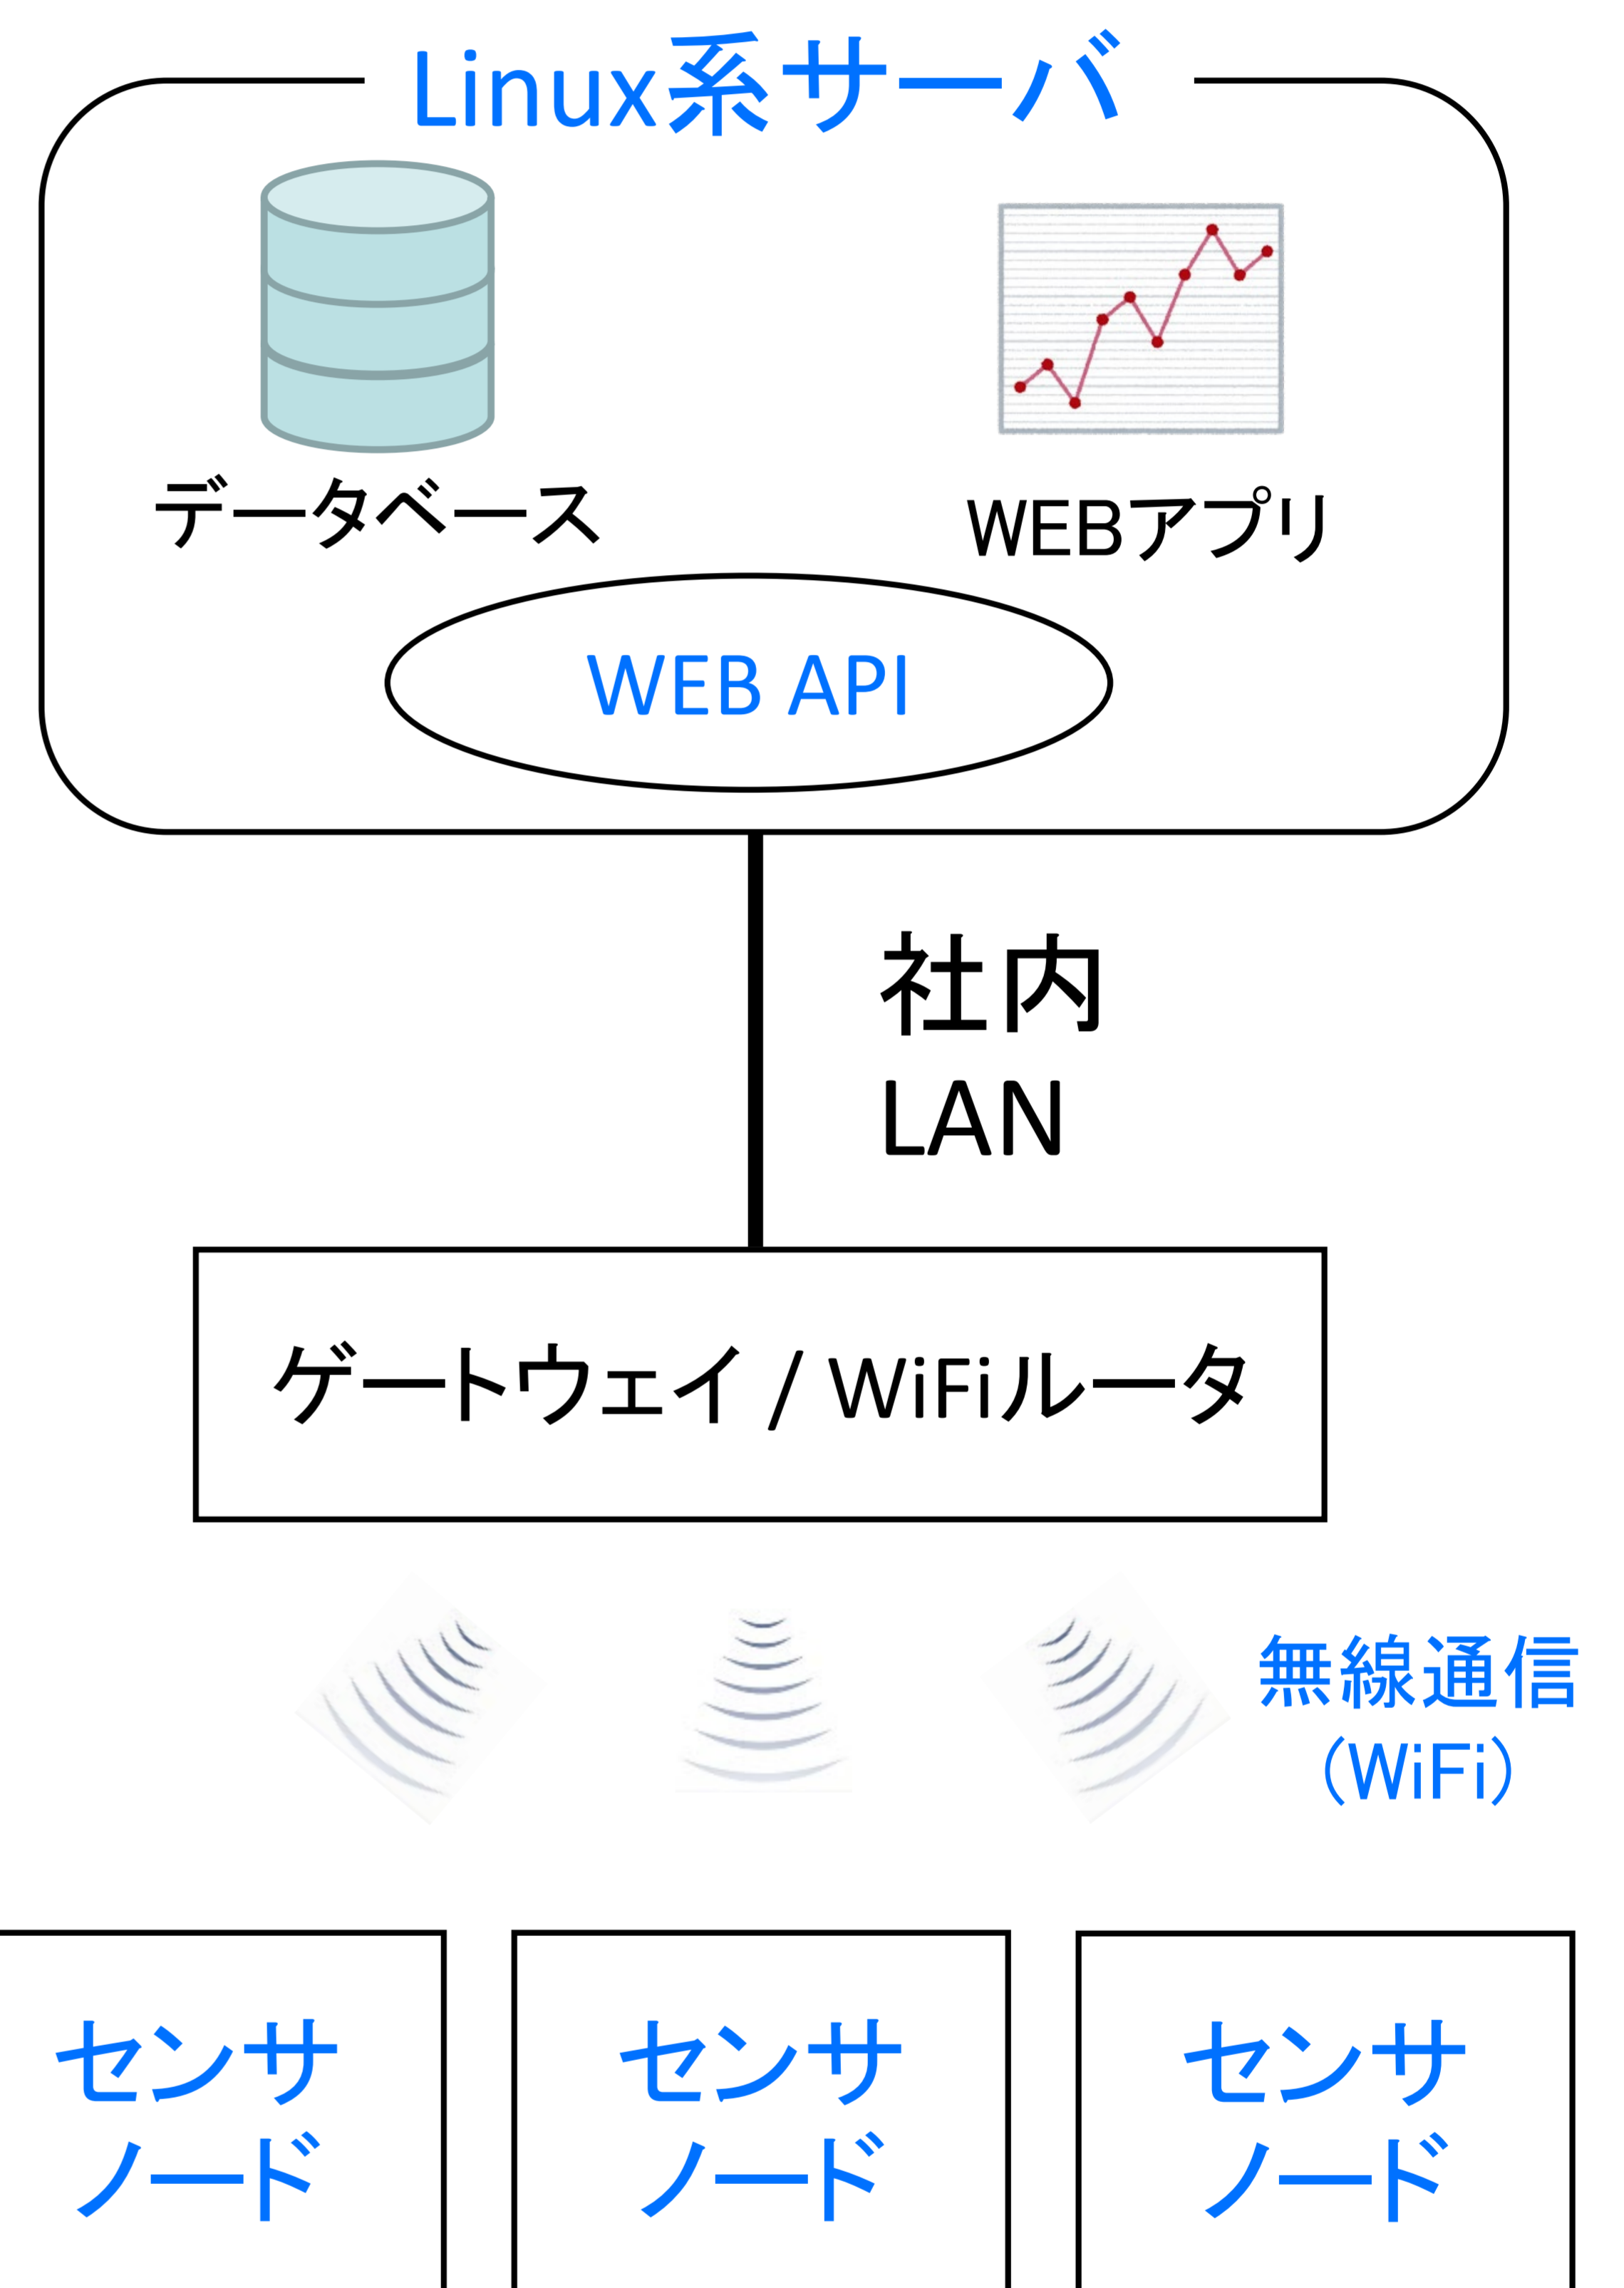 Linux系サーバ
データベース
WEBアプリ
WEB API
社内
LAN
ゲートウェイ/ WiFiルータ
無線通信
(WiFi)
センサ
ノード
センサ
ノード
センサ
ノード